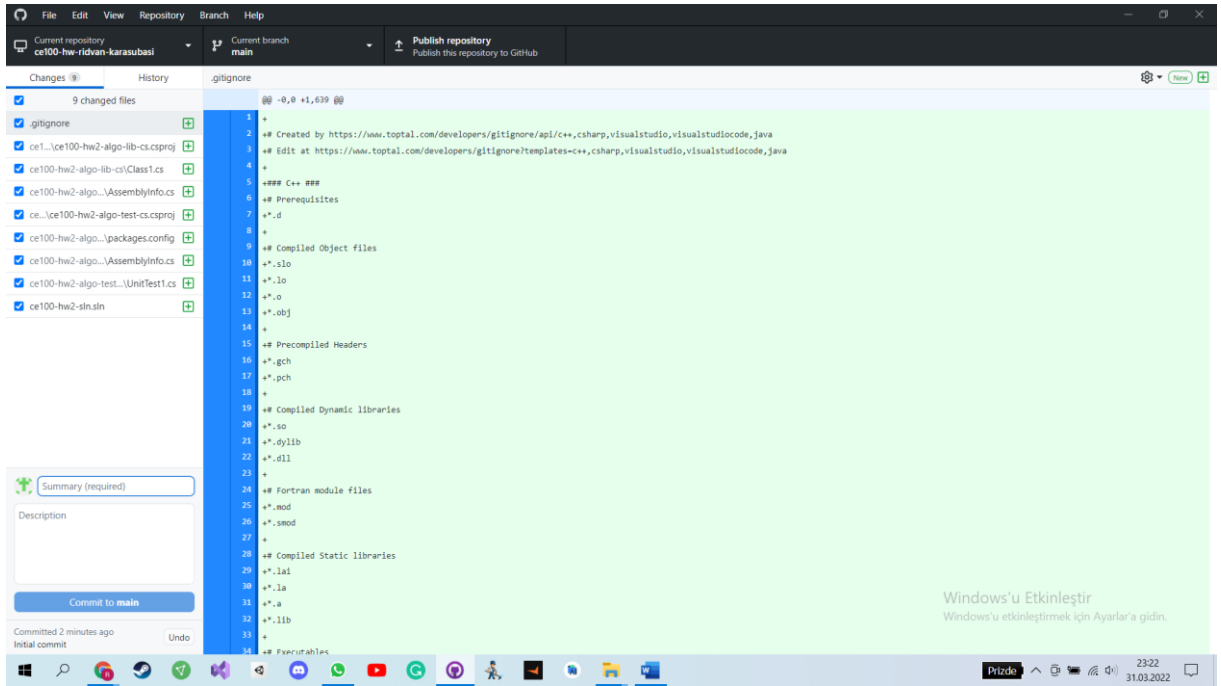 File Edit View Repository Branch Help
Current repository
ce100-hw-ridvan-karasubasi
Current branch
main
Publish repository
Publish this repository to GitHub
Changes 9 History
.gitignore
New
9 changed files
@@ -0,0 +1,639 @@
.gitignore
ce1...\ce100-hw2-algo-lib-cs.csproj
ce100-hw2-algo-lib-cs\Class1.cs
ce100-hw2-algo...\AssemblyInfo.cs
ce...\ce100-hw2-algo-test-cs.csproj
ce100-hw2-algo...\packages.config
ce100-hw2-algo...\AssemblyInfo.cs
ce100-hw2-algo-test...\UnitTest1.cs
ce100-hw2-sln.sln
1 +
2 +# Created by https://www.toptal.com/developers/gitignore/api/c++,csharp,visualstudio,visualstudiocode,java
3 +# Edit at https://www.toptal.com/developers/gitignore?templates=c++,csharp,visualstudio,visualstudiocode,java
4 +
5 +### C++ ###
6 +# Prerequisites
7 +*.d
8 +
9 +# Compiled Object files
10 +*.slo
11 +*.lo
12 +*.o
13 +*.obj
14 +
15 +# Precompiled Headers
16 +*.gch
17 +*.pch
18 +
19 +# Compiled Dynamic libraries
20 +*.so
21 +*.dylib
22 +*.dll
23 +
24 +# Fortran module files
25 +*.mod
26 +*.smod
27 +
28 +# Compiled Static libraries
29 +*.lai
30 +*.la
31 +*.a
32 +*.lib
33 +
34 +# Executables
Summary (required)
Description
Commit to main
Committed 2 minutes ago
Initial commit
Undo
Windows'u Etkinleştir
Windows'u etkinleştirmek için Ayarlar'a gidin.
Prizde
23:22
31.03.2022